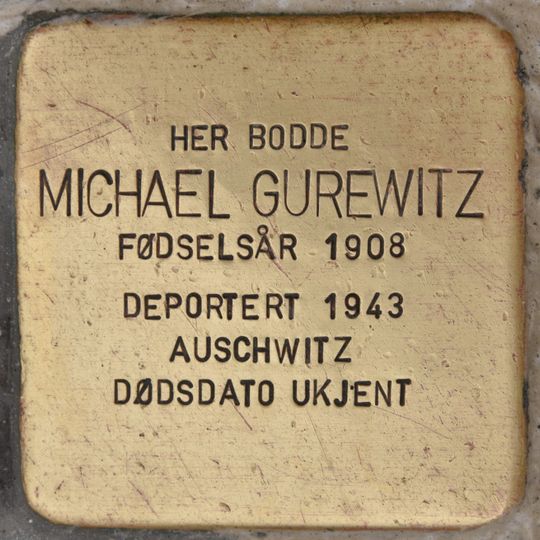 HER BODDE
MICHAEL GUREWITZ
FØDSELSÅR 1908
DEPORTERT 1943
AUSCHWITZ
DØDSDATO UKJENT